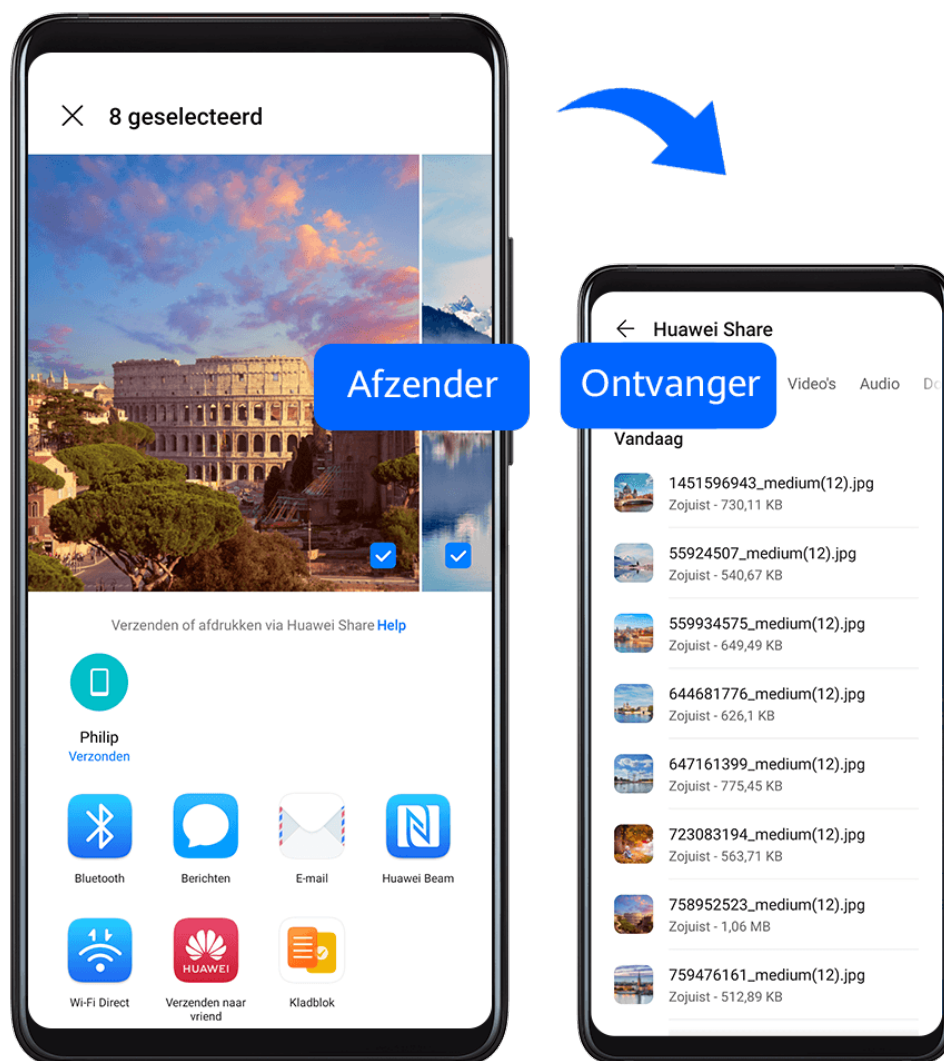 8 geselecteerd
Afzender
Verzenden of afdrukken via Huawei Share Help
Philip
Verzonden
Bluetooth
Berichten
E-mail
Huawei Beam
HUAWEI
Wi-Fi Direct
Verzenden naar
vriend
Kladblok
Huawei Share
Ontvanger
Video's
Audio
Vandaag
1451596943_medium(12).jpg
Zojuist - 730,11 KB
55924507_medium(12).jpg
Zojuist - 540,67 KB
559934575_medium(12).jpg
Zojuist - 649,49 KB
644681776_medium(12).jpg
Zojuist - 626,1 KB
647161399_medium(12).jpg
Zojuist - 775,45 KB
723083194_medium(12).jpg
Zojuist - 563,71 KB
758952523_medium(12).jpg
Zojuist - 1,06 MB
759476161_medium(12).jpg
Zojuist - 512,89 KB